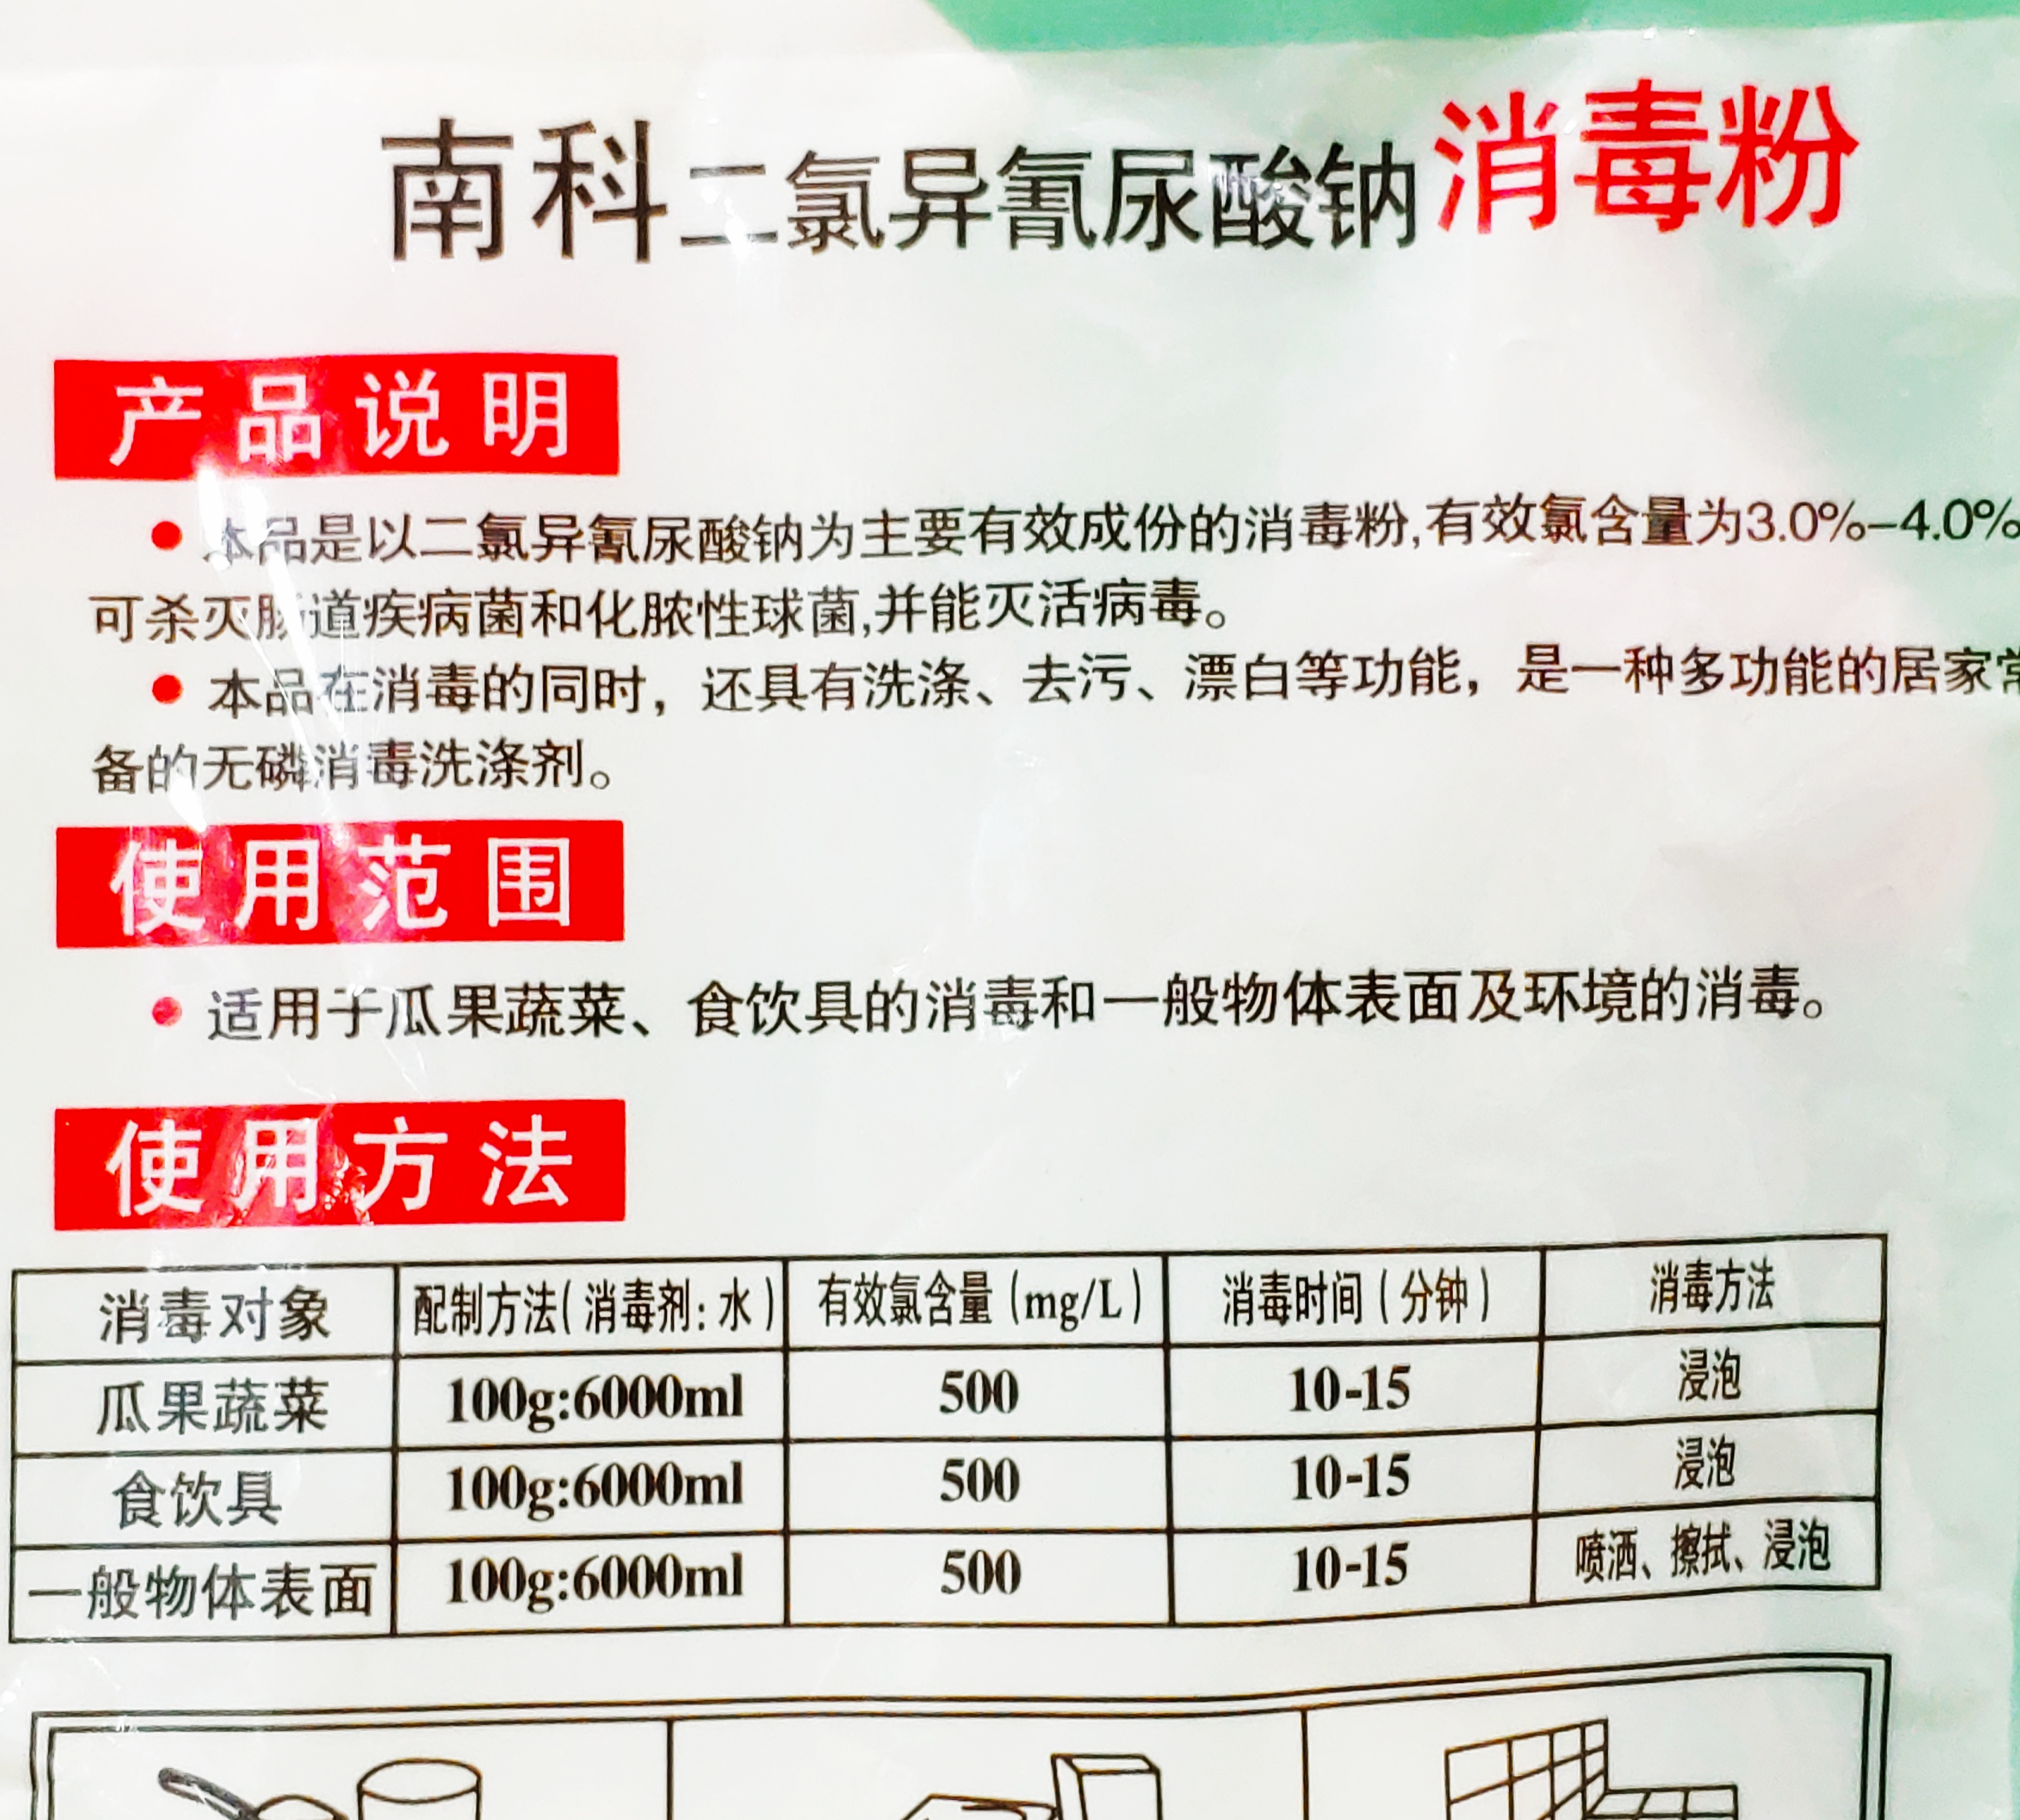 南科二氯异氰尿酸钠消毒粉
产品说明
● 本品是以二氯异氰尿酸钠为主要有效成份的消毒粉,有效氯含量为3.0%–4.0%
可杀灭肠道疾病菌和化脓性球菌,并能灭活病毒。
● 本品在消毒的同时，还具有洗涤、去污、漂白等功能，是一种多功能的居家常
备的无磷消毒洗涤剂。
使用范围
● 适用于瓜果蔬菜、食饮具的消毒和一般物体表面及环境的消毒。
使用方法
消毒对象 配制方法(消毒剂:水) 有效氯含量(mg/L) 消毒时间(分钟) 消毒方法
瓜果蔬菜 100g:6000ml 500 10-15 浸泡
食饮具 100g:6000ml 500 10-15 浸泡
一般物体表面 100g:6000ml 500 10-15 喷洒、擦拭、浸泡